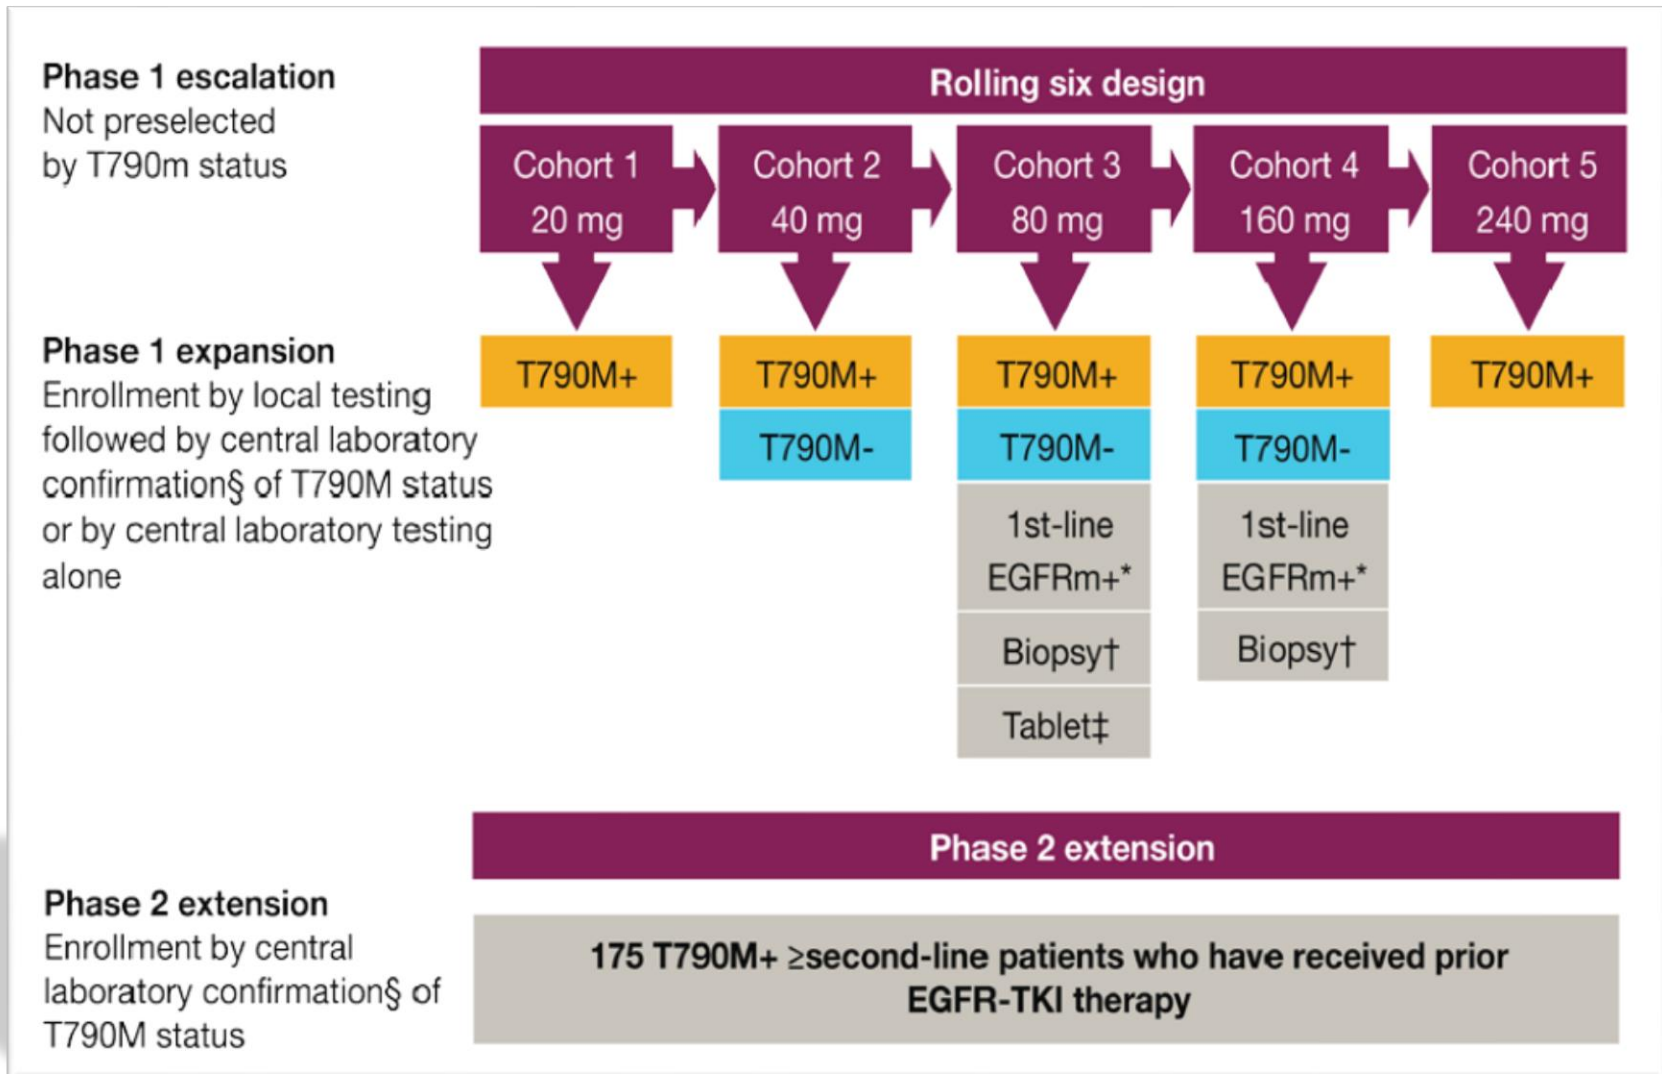 Phase 1 escalation
Not preselected
by T790m status
Rolling six design
Cohort 1
20 mg
Cohort 2
40 mg
Cohort 3
80 mg
Cohort 4
160 mg
Cohort 5
240 mg
Phase 1 expansion
Enrollment by local testing
followed by central laboratory
confirmation§ of T790M status
or by central laboratory testing
alone
T790M+
T790M+
T790M-
T790M+
T790M-
1st-line
EGFRm+*
Biopsy†
Tablet‡
T790M+
T790M-
1st-line
EGFRm+*
Biopsy†
T790M+
Phase 2 extension
Phase 2 extension
Enrollment by central
laboratory confirmation§ of
T790M status
175 T790M+ ≥second-line patients who have received prior
EGFR-TKI therapy